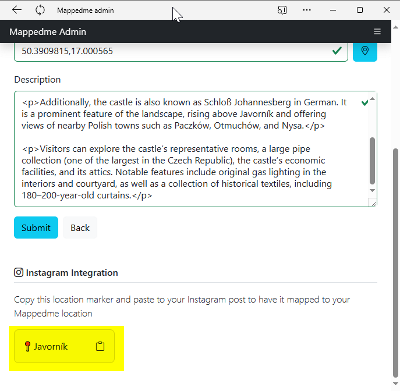 Mappedme admin
Mappedme Admin
50.3909815,17.000565
Description
<p>Additionally, the castle is also known as Schloß Johannesberg in German. It
is a prominent feature of the landscape, rising above Javorník and offering
views of nearby Polish towns such as Paczków, Otmuchów, and Nysa.</p>
<p>Visitors can explore the castle's representative rooms, a large pipe
collection (one of the largest in the Czech Republic), the castle's economic
facilities, and its attics. Notable features include original gas lighting in the
interiors and courtyard, as well as a collection of historical textiles, including
180–200-year-old curtains.</p>
Submit
Back
Instagram Integration
Copy this location marker and paste to your Instagram post to have it mapped to your
Mappedme location
Javorník